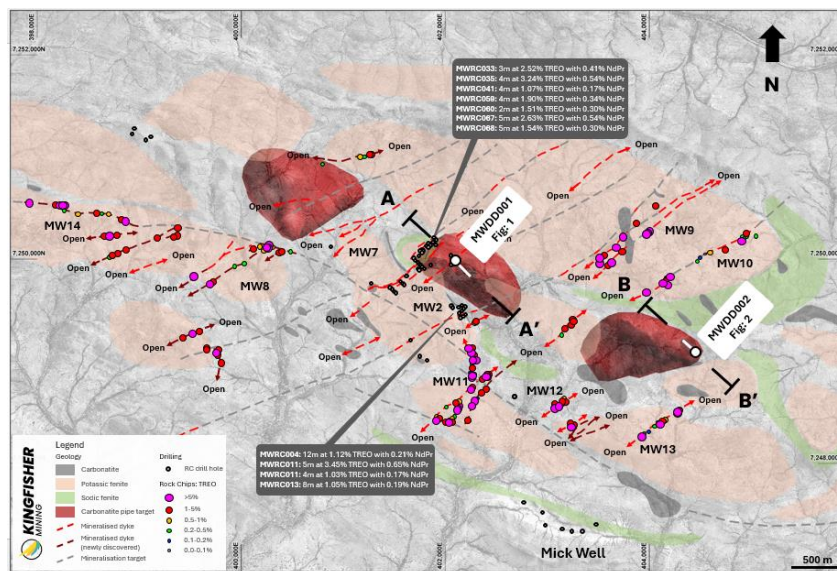 398,000E
400,000E
402,000E
404,000E
7,252,000N
N
MWRC033: 3m at 2.52% TREO with 0.41% NdPr
MWRC035: 4m at 3.24% TREO with 0.54% NdPr
MWRC041: 4m at 1.07% TREO with 0.17% NdPr
MWRC058: 4m at 1.90% TREO with 0.34% NdPr
MWRC060: 2m at 1.51% TREO with 0.30% NdPr
MWRC067: 5m at 2.63% TREO with 0.54% NdPr
MWRC068: 5m at 1.54% TREO with 0.30% NdPr
Open
Open
Open
Open
Open
Open
A
MWDD001
Fig: 1
MW14
Open
MW7
MW9
MW10
7,250,000N
Open
Open
MW8
Open
Open
B
MWDD002
Fig: 2
Open
MW2
A'
Open
Open
Open
Open
Open
Open
MW11
MW12
Open
Open
B'
Open
Open
MW13
Open
7,248,000N
MWRC004: 12m at 1.12% TREO with 0.21% NdPr
MWRC011: 5m at 3.45% TREO with 0.65% NdPr
MWRC011: 4m at 1.03% TREO with 0.17% NdPr
MWRC013: 8m at 1.05% TREO with 0.19% NdPr
KINGFISHER
MINING
Legend
Geology
Carbonatite
Potassic fenite
Sodic fenite
Carbonatite pipe target
Mineralised dyke
Mineralised dyke
(newly discovered)
Mineralisation target
Drilling
RC drill hole
Rock Chips: TREO
>5%
1-5%
0.5-1%
0.2-0.5%
0.1-0.2%
0.0-0.1%
Mick Well
400,000E
402,000E
404,000E
500 m